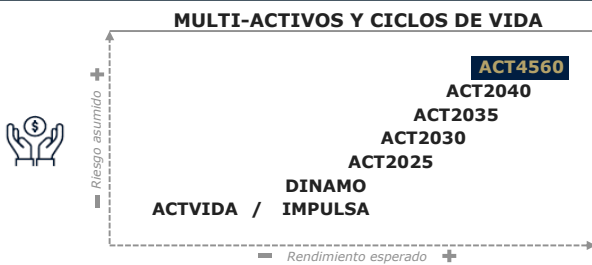 MULTI-ACTIVOS Y CICLOS DE VIDA
ACT4560
ACT2040
ACT2035
ACT2030
ACT2025
DINAMO
ACTVIDA / IMPULSA
Riesgo asumido
Rendimiento esperado
$